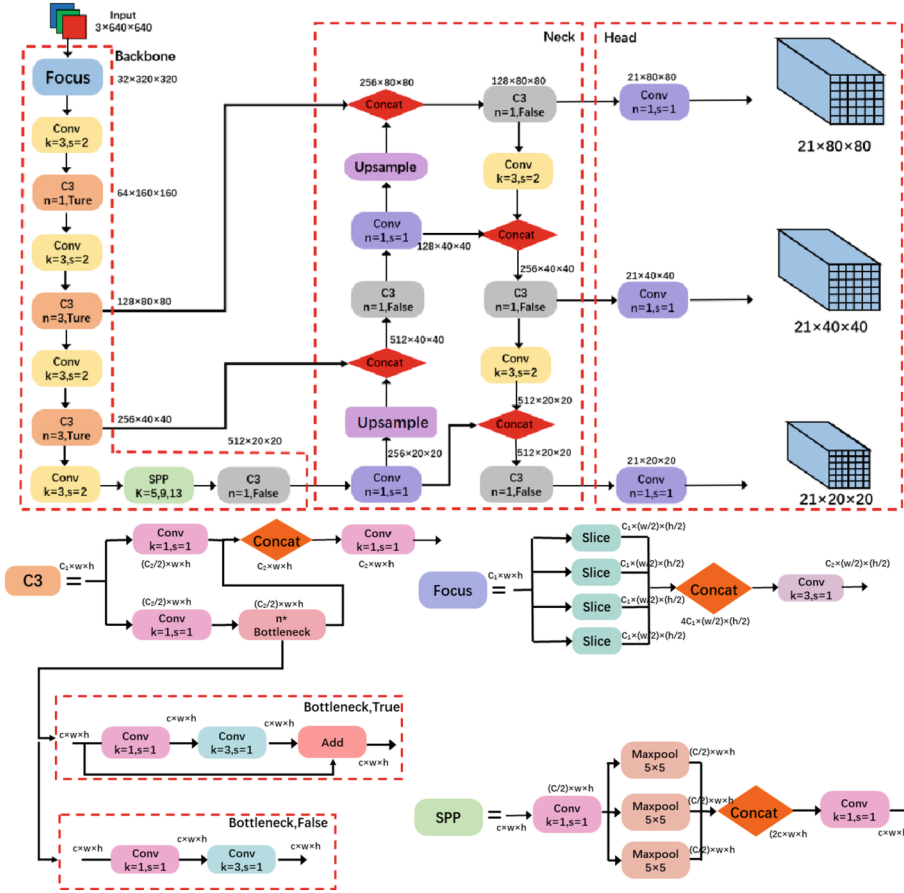 Input
3×640×640
Backbone
Neck
Head
Focus
32×320×320
Conv
k=3,s=2
C3
n=1,Ture
64×160×160
Conv
k=3,s=2
C3
n=3,Ture
128×80×80
Conv
k=3,s=2
C3
n=3,Ture
256×40×40
Conv
k=3,s=2
SPP
K=5,9,13
C3
n=1,False
512×20×20
256×80×80
Concat
Upsample
Conv
n=1,s=1
128×40×40
C3
n=1,False
512×40×40
Concat
Upsample
256×20×20
Conv
n=1,s=1
128×80×80
C3
n=1,False
Conv
k=3,s=2
Concat
256×40×40
C3
n=1,False
Conv
k=3,s=2
512×20×20
Concat
512×20×20
C3
n=1,False
21×80×80
Conv
n=1,s=1
21×80×80
21×40×40
Conv
n=1,s=1
21×40×40
21×20×20
Conv
n=1,s=1
21×20×20
C3
=
C₁×w×h
Conv
k=1,s=1
(C₂/2)×w×h
Concat
C₂×w×h
Conv
k=1,s=1
C₂×w×h
Conv
k=1,s=1
(C₂/2)×w×h
(C₂/2)×w×h
n*
Bottleneck
Focus
=
C₁×w×h
Slice
C₁×(w/2)×(h/2)
Slice
C₁×(w/2)×(h/2)
Slice
C₁×(w/2)×(h/2)
Slice
C₁×(w/2)×(h/2)
Concat
4C₁×(w/2)×(h/2)
Conv
k=3,s=1
C₂×(w/2)×(h/2)
Bottleneck,True
c×w×h
Conv
k=1,s=1
c×w×h
Conv
k=3,s=1
c×w×h
Add
c×w×h
Bottleneck,False
c×w×h
Conv
k=1,s=1
c×w×h
Conv
k=3,s=1
c×w×h
SPP
=
c×w×h
(C/2)×w×h
Conv
k=1,s=1
Maxpool
5×5
(C/2)×w×h
Maxpool
5×5
(C/2)×w×h
Maxpool
5×5
(C/2)×w×h
Concat
(2c×w×h
Conv
k=1,s=1
c×w×h